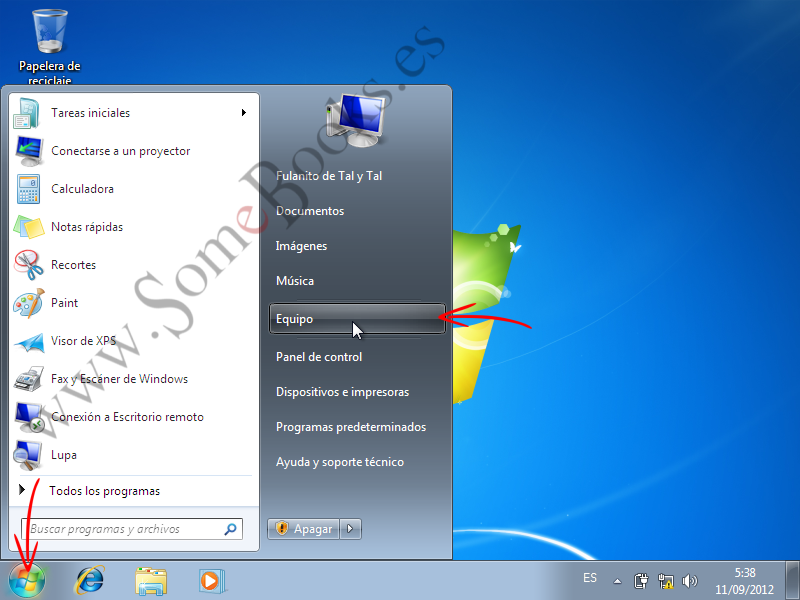 Papelera de
reciclaje
Tareas iniciales
Conectarse a un proyector
Calculadora
Notas rápidas
Recortes
Paint
Visor de XPS
Fax y Escáner de Windows
Conexión a Escritorio remoto
Lupa
Todos los programas
Buscar programas y archivos
Fulanito de Tal y Tal
Documentos
Imágenes
Música
Equipo
Panel de control
Dispositivos e impresoras
Programas predeterminados
Ayuda y soporte técnico
Apagar
www.SomeBooks.es
ES
5:38
11/09/2012